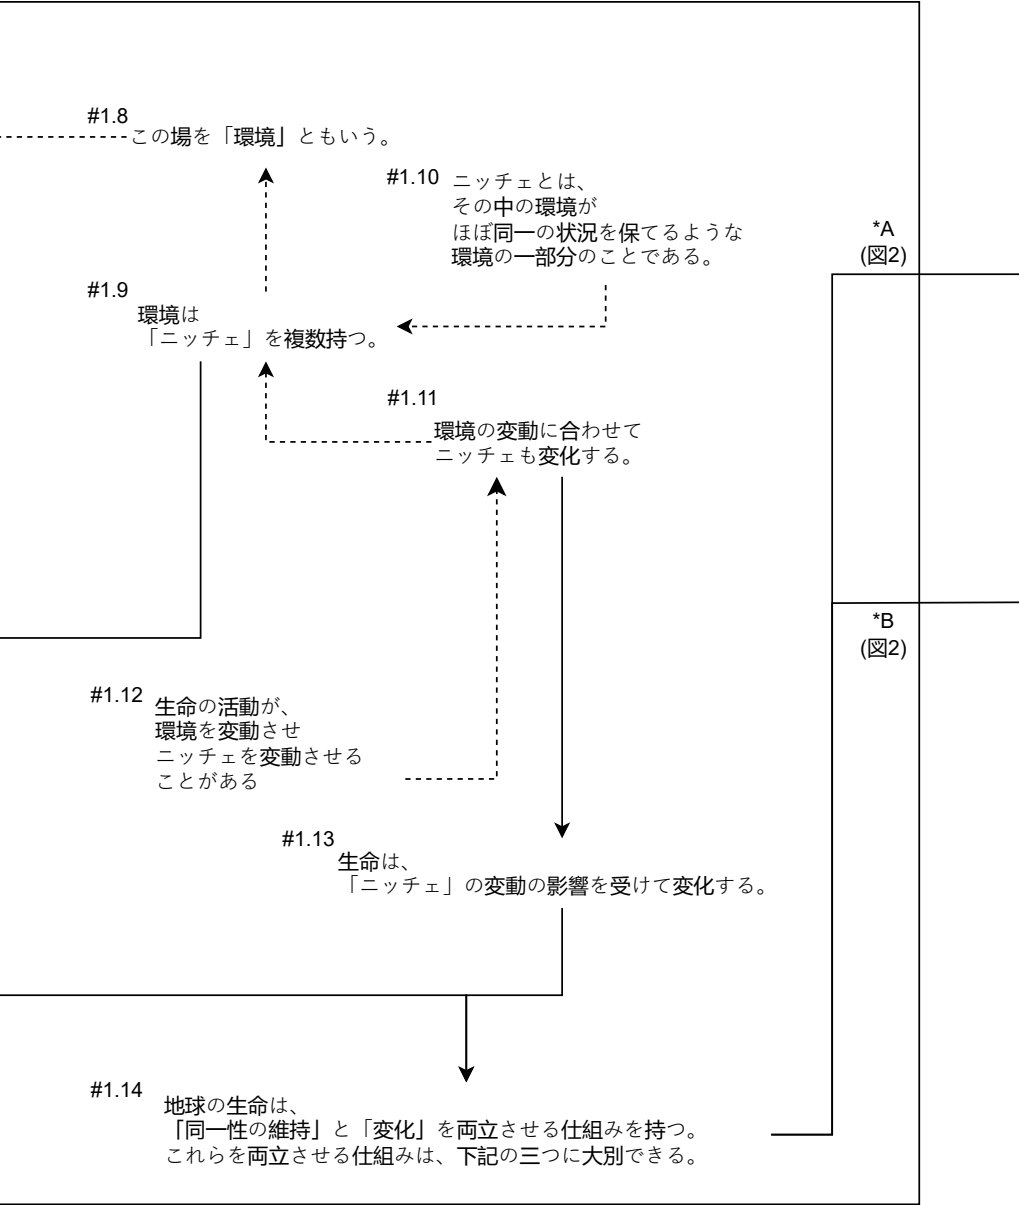 #1.8
この場を「環境」ともいう。
#1.10
ニッチェとは、
その中の環境が
ほぼ同一の状況を保てるような
環境の一部分のことである。
*A
(図2)
#1.9
環境は
「ニッチェ」を複数持つ。
#1.11
環境の変動に合わせて
ニッチェも変化する。
*B
(図2)
#1.12
生命の活動が、
環境を変動させ
ニッチェを変動させる
ことがある
#1.13
生命は、
「ニッチェ」の変動の影響を受けて変化する。
#1.14
地球の生命は、
「同一性の維持」と「変化」を両立させる仕組みを持つ。
これらを両立させる仕組みは、下記の三つに大別できる。